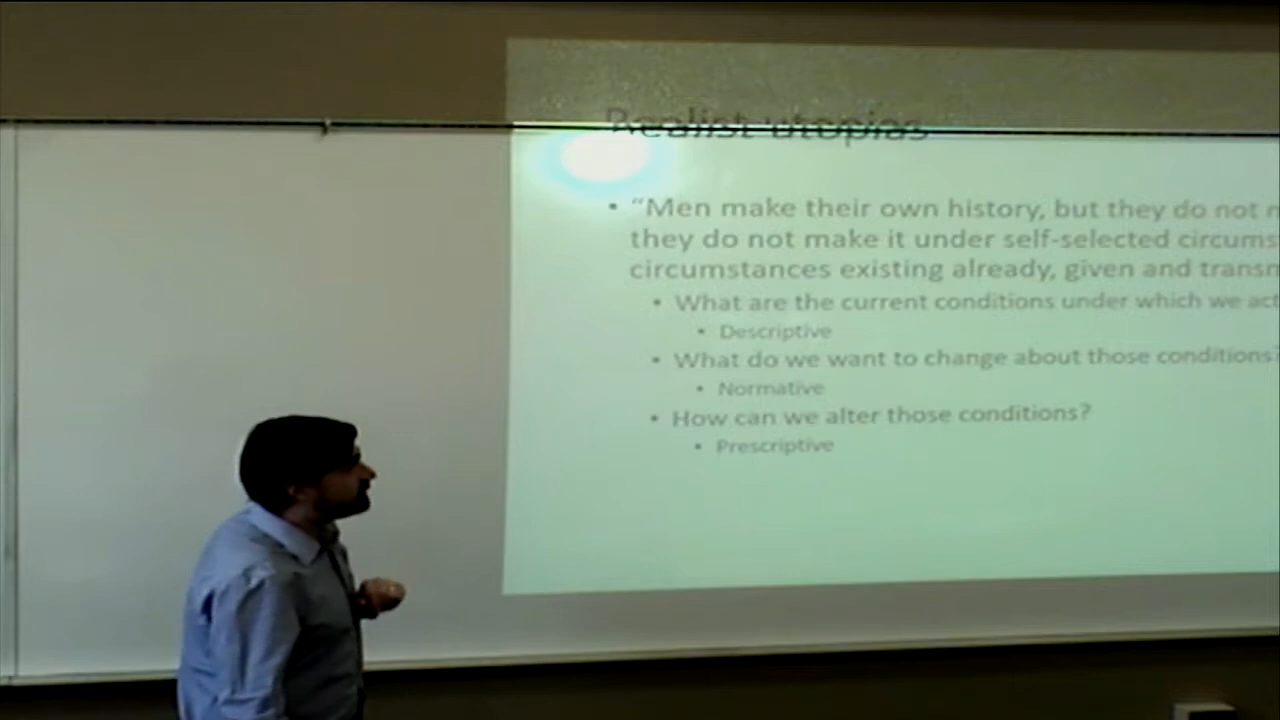 Realist utopias
• “Men make their own history, but they do not
they do not make it under self-selected
circumstances existing already, given and
• What are the current conditions under which we act
• Descriptive
• What do we want to change about those conditions?
• Normative
• How can we alter those conditions?
• Prescriptive